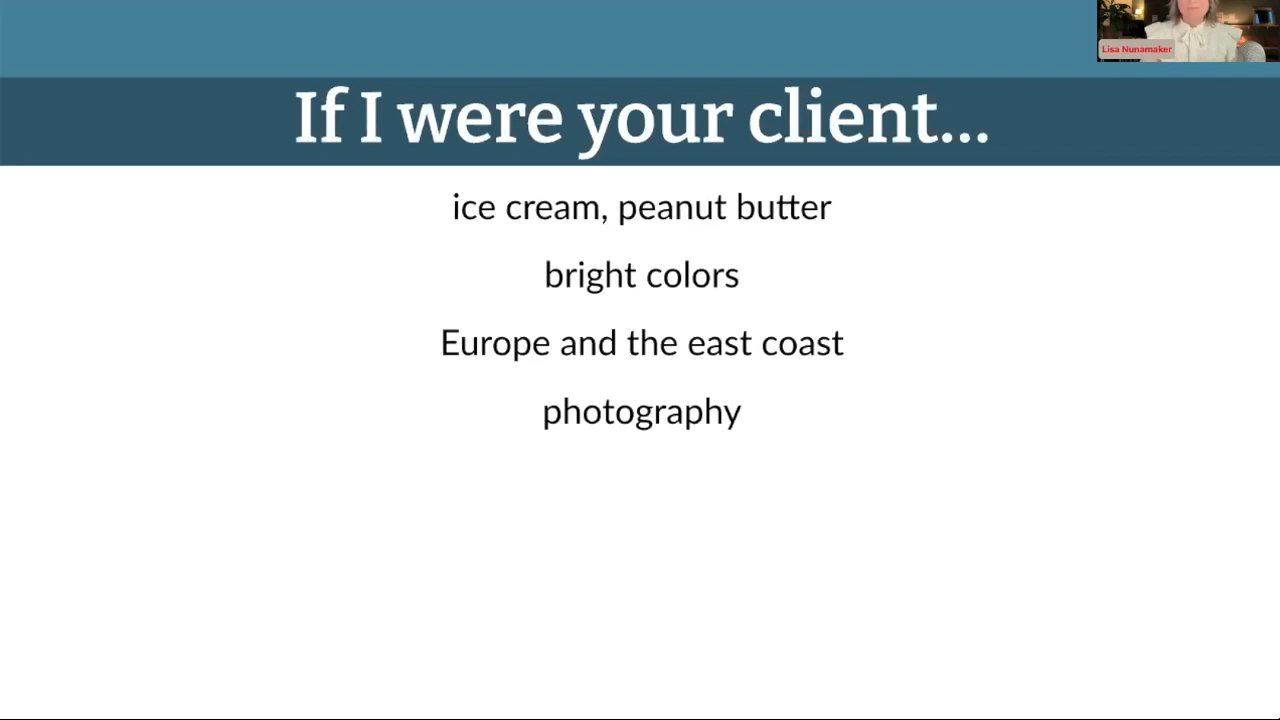 Lisa Nunamaker
If I were your client...
ice cream, peanut butter
bright colors
Europe and the east coast
photography